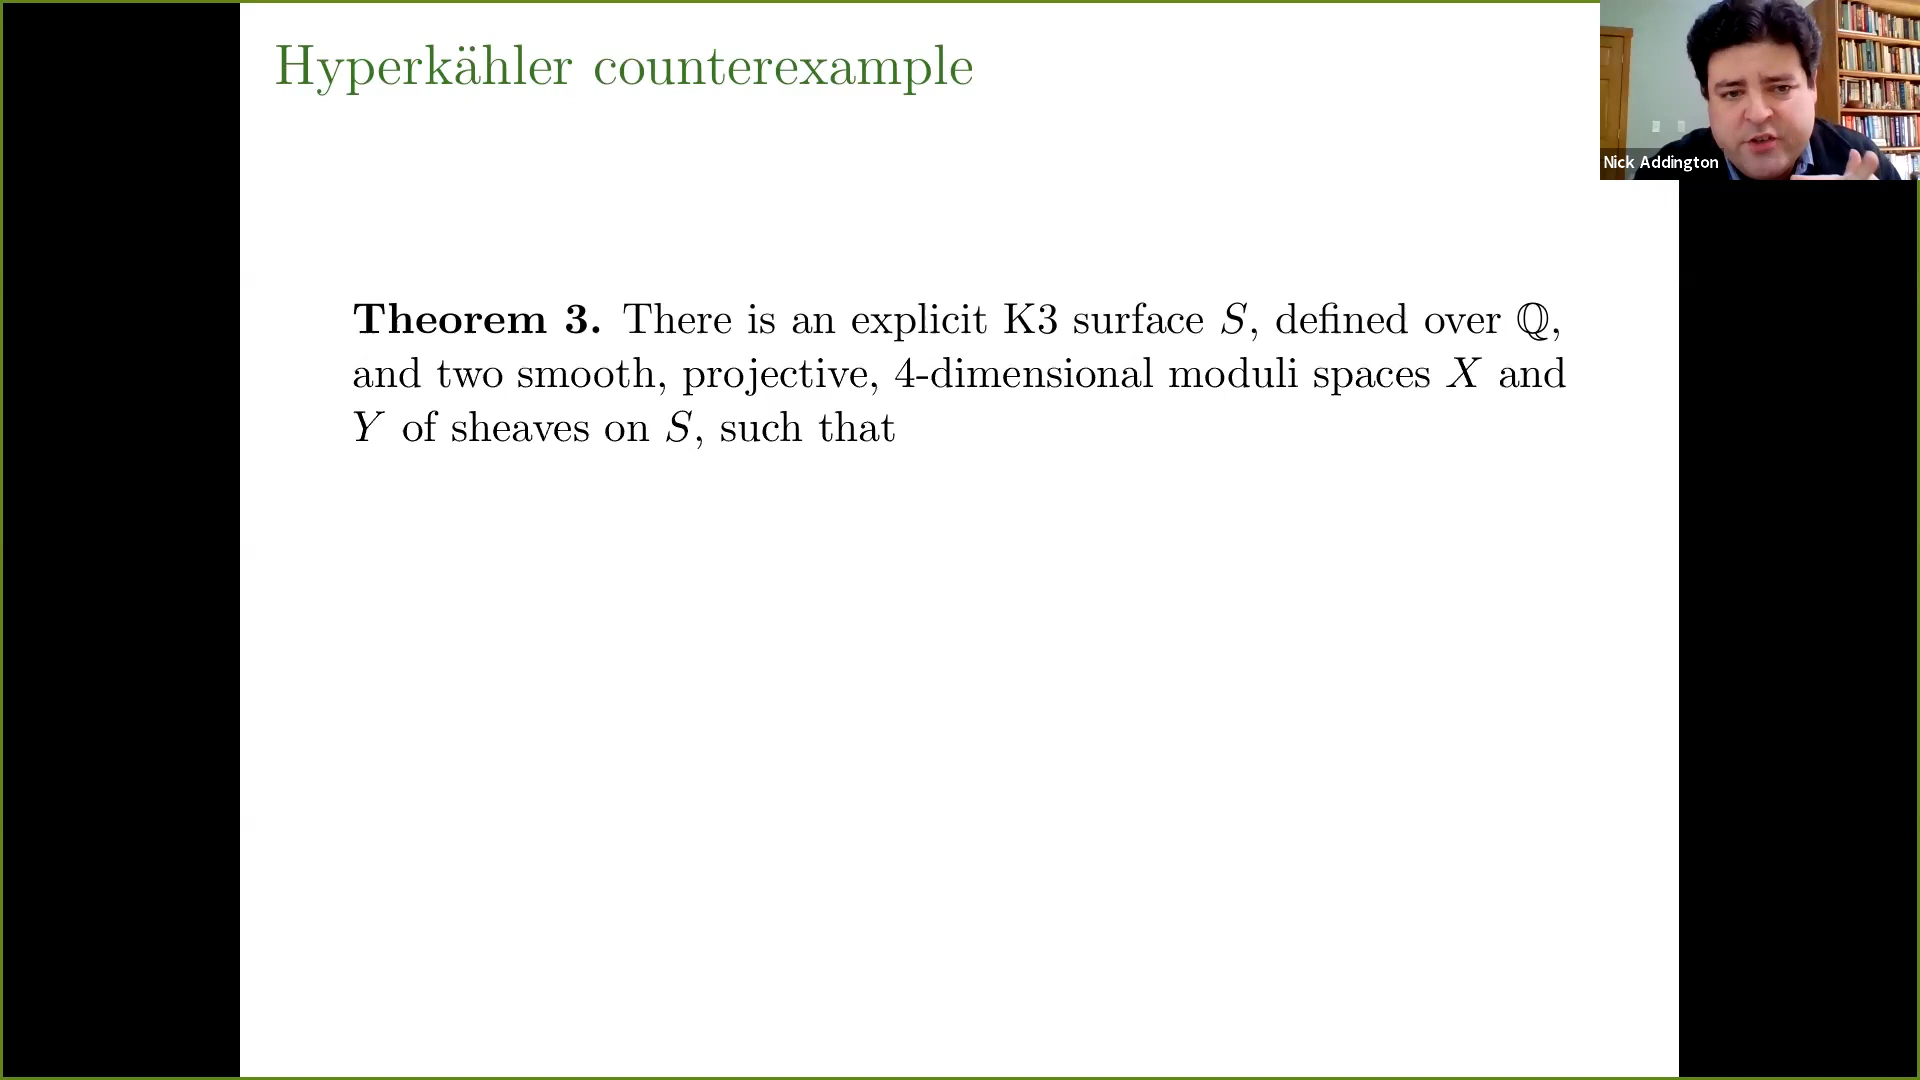 Hyperkähler counterexample
Nick Addington
Theorem 3. There is an explicit K3 surface S, defined over ℚ,
and two smooth, projective, 4-dimensional moduli spaces X and
Y of sheaves on S, such that